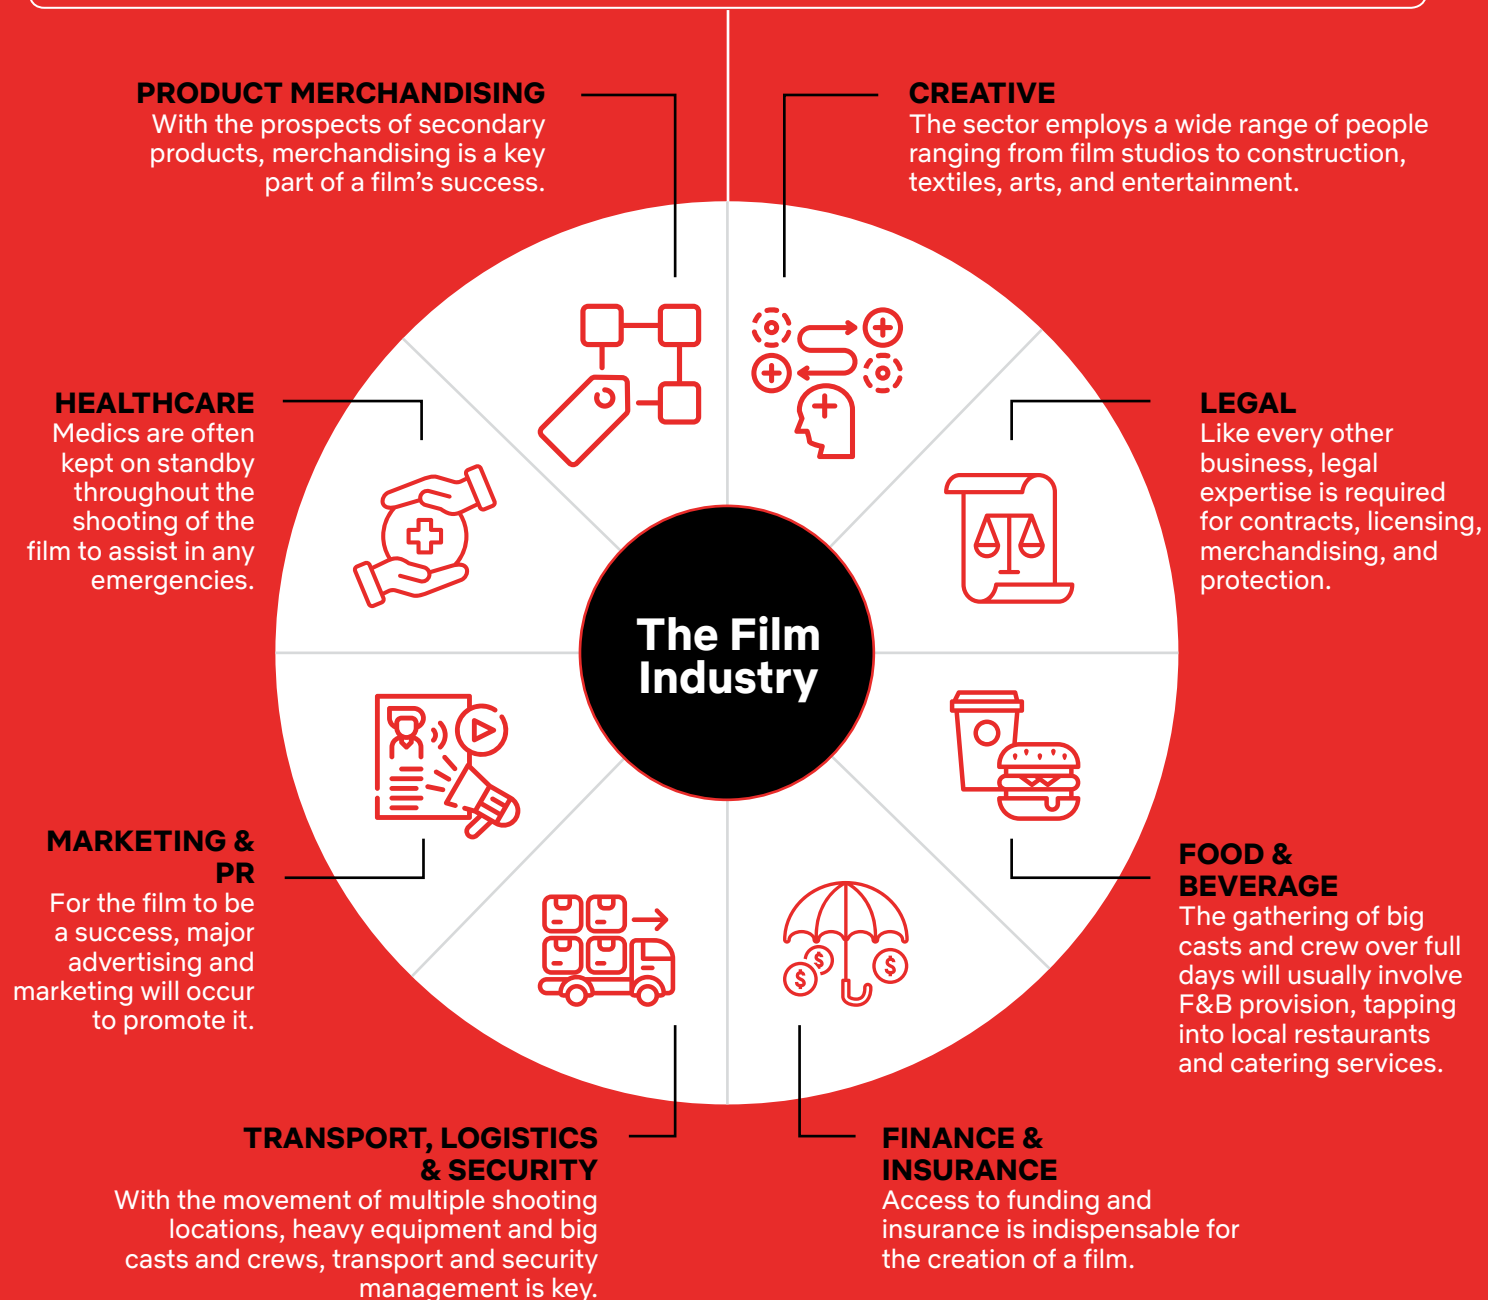 PRODUCT MERCHANDISING
With the prospects of secondary
products, merchandising is a key
part of a film’s success.
CREATIVE
The sector employs a wide range of people
ranging from film studios to construction,
textiles, arts, and entertainment.
HEALTHCARE
Medics are often
kept on standby
throughout the
shooting of the
film to assist in any
emergencies.
LEGAL
Like every other
business, legal
expertise is required
for contracts, licensing,
merchandising, and
protection.
The Film
Industry
MARKETING &
PR
For the film to be
a success, major
advertising and
marketing will occur
to promote it.
FOOD &
BEVERAGE
The gathering of big
casts and crew over full
days will usually involve
F&B provision, tapping
into local restaurants
and catering services.
TRANSPORT, LOGISTICS
& SECURITY
With the movement of multiple shooting
locations, heavy equipment and big
casts and crews, transport and security
management is key.
FINANCE &
INSURANCE
Access to funding and
insurance is indispensable for
the creation of a film.
$
$
$